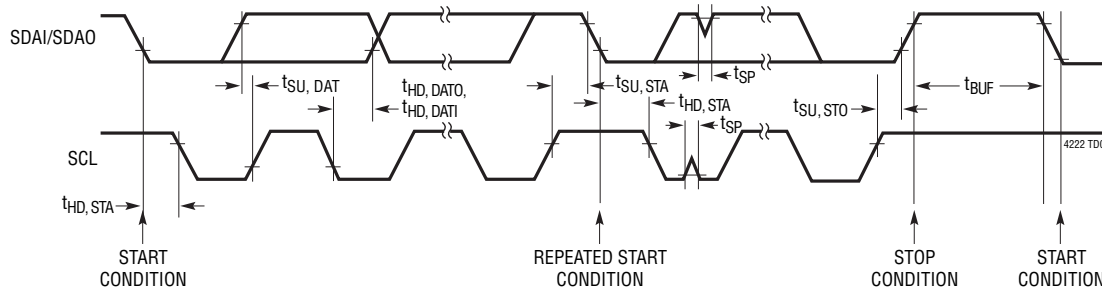 SDAI/SDAO
tSU, DAT
tHD, DATO,
tHD, DATI
tSU, STA
tHD, STA
tSP
tSP
tSU, STO
tBUF
SCL
4222 TD0
tHD, STA
START
CONDITION
REPEATED START
CONDITION
STOP
CONDITION
START
CONDITION